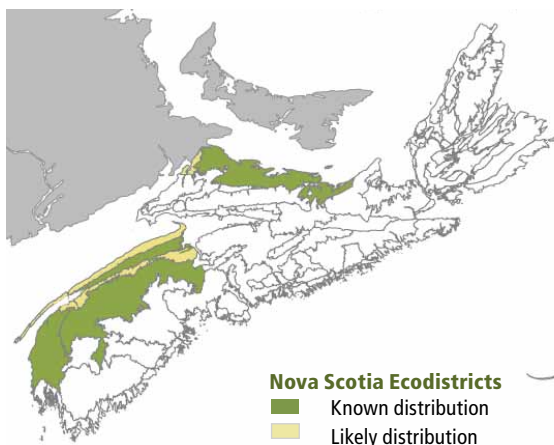 Nova Scotia Ecodistricts
Known distribution
Likely distribution